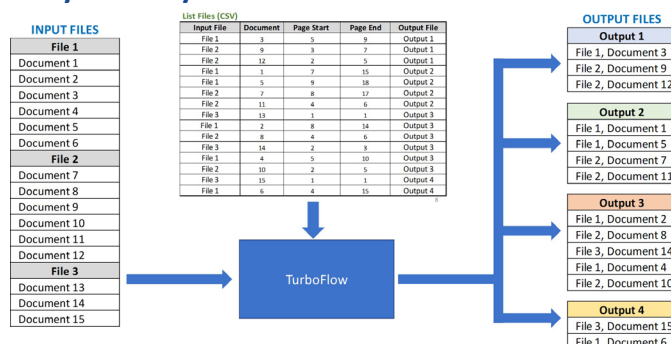 INPUT FILES
File 1
Document 1
Document 2
Document 3
Document 4
Document 5
Document 6
File 2
Document 7
Document 8
Document 9
Document 10
Document 11
Document 12
File 3
Document 13
Document 14
Document 15
List Files (CSV)
Input File Document Page Start Page End Output File
File 1 3 5 9 Output 1
File 2 9 3 7 Output 1
File 2 12 2 5 Output 1
File 1 1 7 15 Output 2
File 1 5 9 18 Output 2
File 2 7 8 17 Output 2
File 2 11 4 6 Output 2
File 3 13 1 1 Output 3
File 1 2 8 14 Output 3
File 2 8 4 6 Output 3
File 3 14 2 3 Output 3
File 1 4 5 10 Output 3
File 2 10 2 5 Output 3
File 3 15 1 1 Output 4
File 1 6 4 15 Output 4
8
TurboFlow
OUTPUT FILES
Output 1
File 1, Document 3
File 2, Document 9
File 2, Document 12
Output 2
File 1, Document 1
File 1, Document 5
File 2, Document 7
File 2, Document 11
Output 3
File 1, Document 2
File 2, Document 8
File 3, Document 14
File 1, Document 4
File 2, Document 10
Output 4
File 3, Document 15
File 1, Document 6